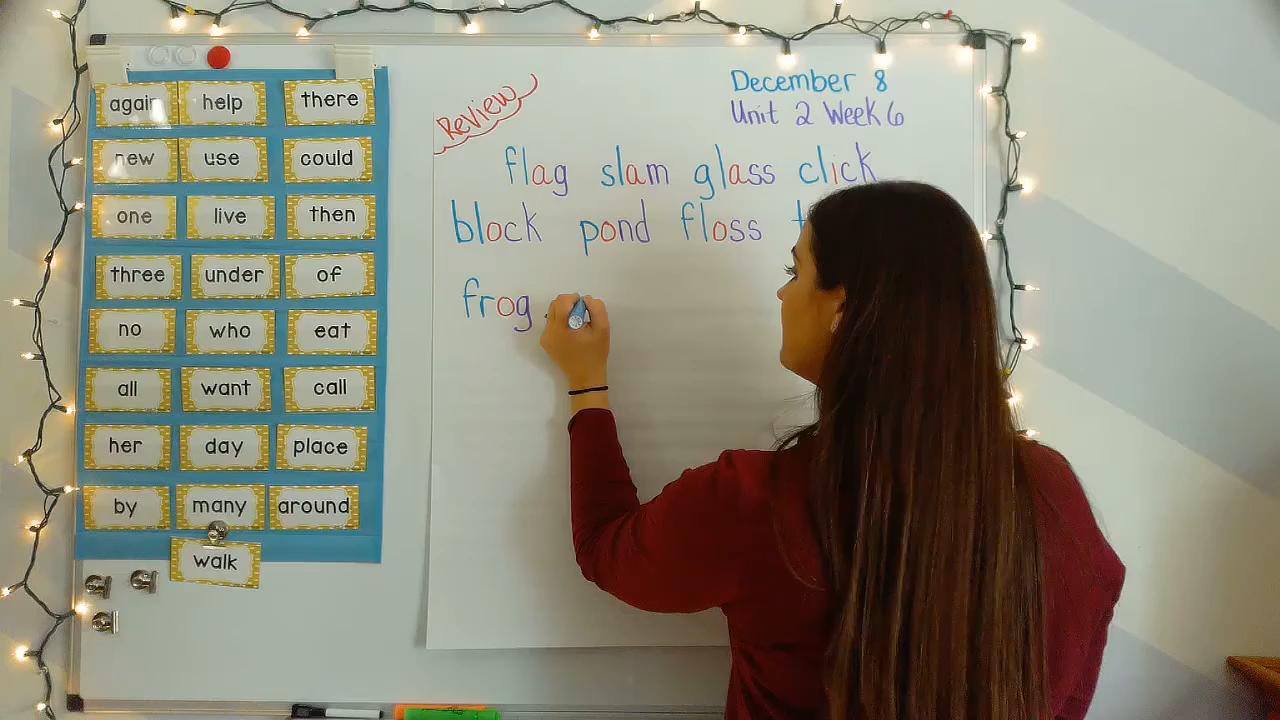 again help there
new use could
one live then
three under of
no who eat
all want call
her day place
by many around
walk
Review
December 8
Unit 2 Week 6
flag slam glass click
block pond floss
frog